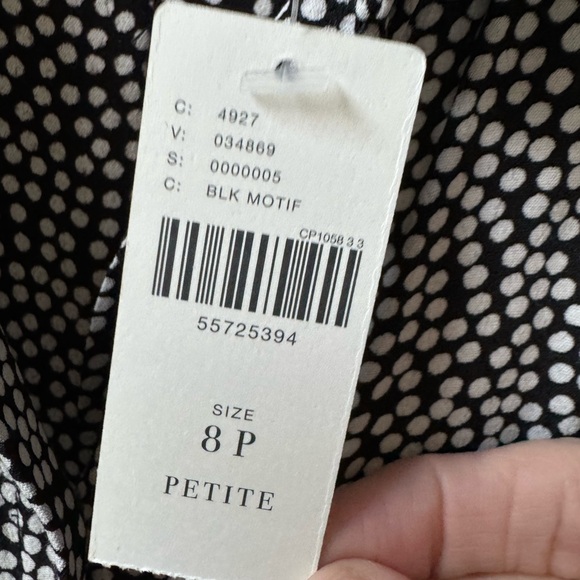 C: 4927
V: 034869
S: 0000005
C: BLK MOTIF
CP1058 3 3
55725394
SIZE
8 P
PETITE